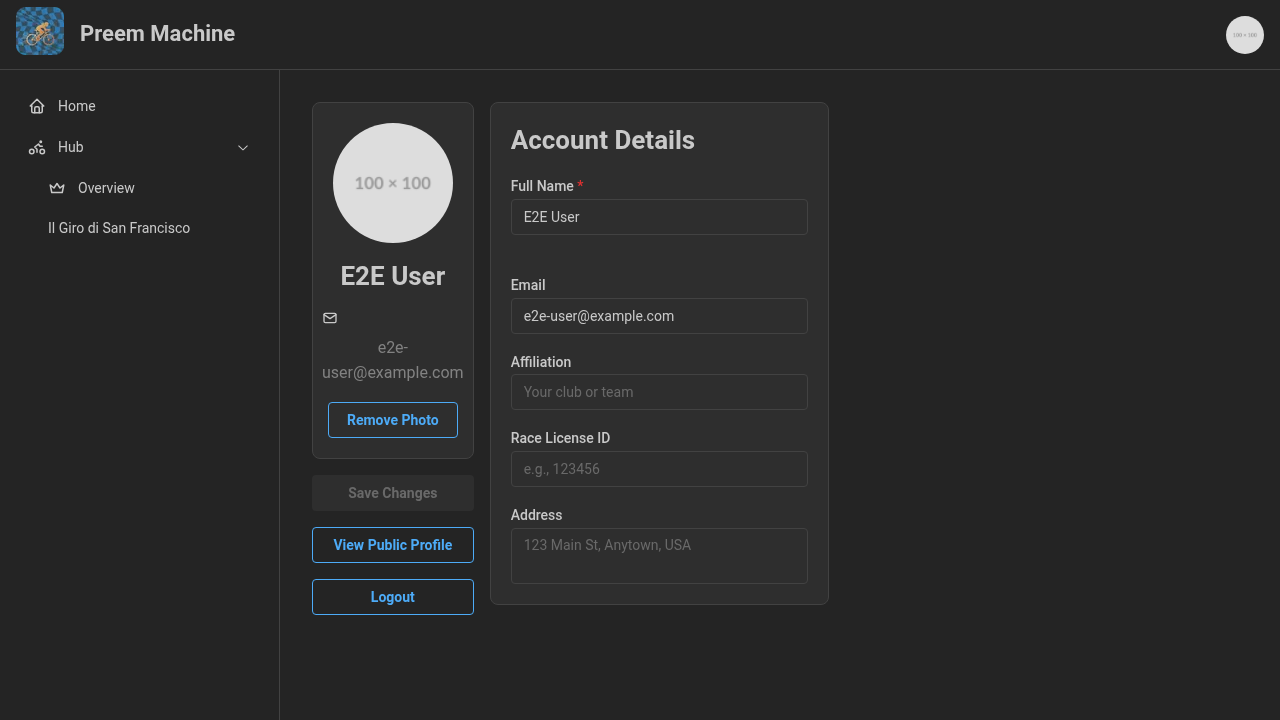 Preem Machine
100 × 100
Home
Hub
Overview
Il Giro di San Francisco
100 × 100
E2E User
e2e-
user@example.com
Remove Photo
Save Changes
View Public Profile
Logout
Account Details
Full Name *
E2E User
Email
e2e-user@example.com
Affiliation
Your club or team
Race License ID
e.g., 123456
Address
123 Main St, Anytown, USA